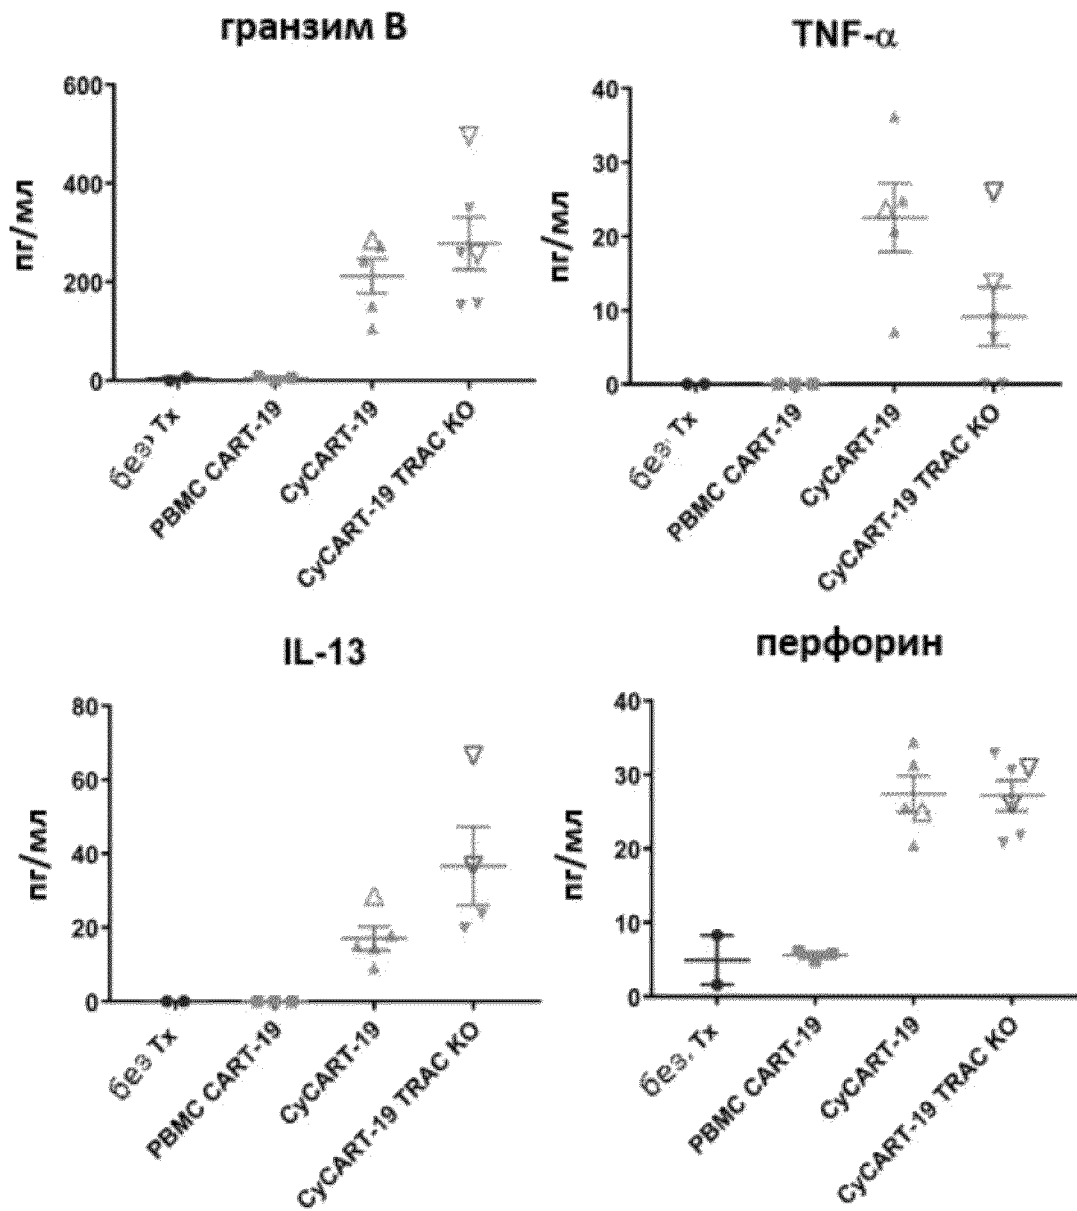 гранзим В
TNF-α
600
400
200
0
пг/мл
без Tx
PBMC CART-19
CyCART-19
CyCART-19 TRAC KO
40
30
20
10
0
пг/мл
без Tx
PBMC CART-19
CyCART-19
CyCART-19 TRAC KO
IL-13
перфорин
80
60
40
20
0
пг/мл
без Tx
PBMC CART-19
CyCART-19
CyCART-19 TRAC KO
40
30
20
10
0
пг/мл
без. Tx
PBMC CART-19
CyCART-19
CyCART-19 TRAC KO